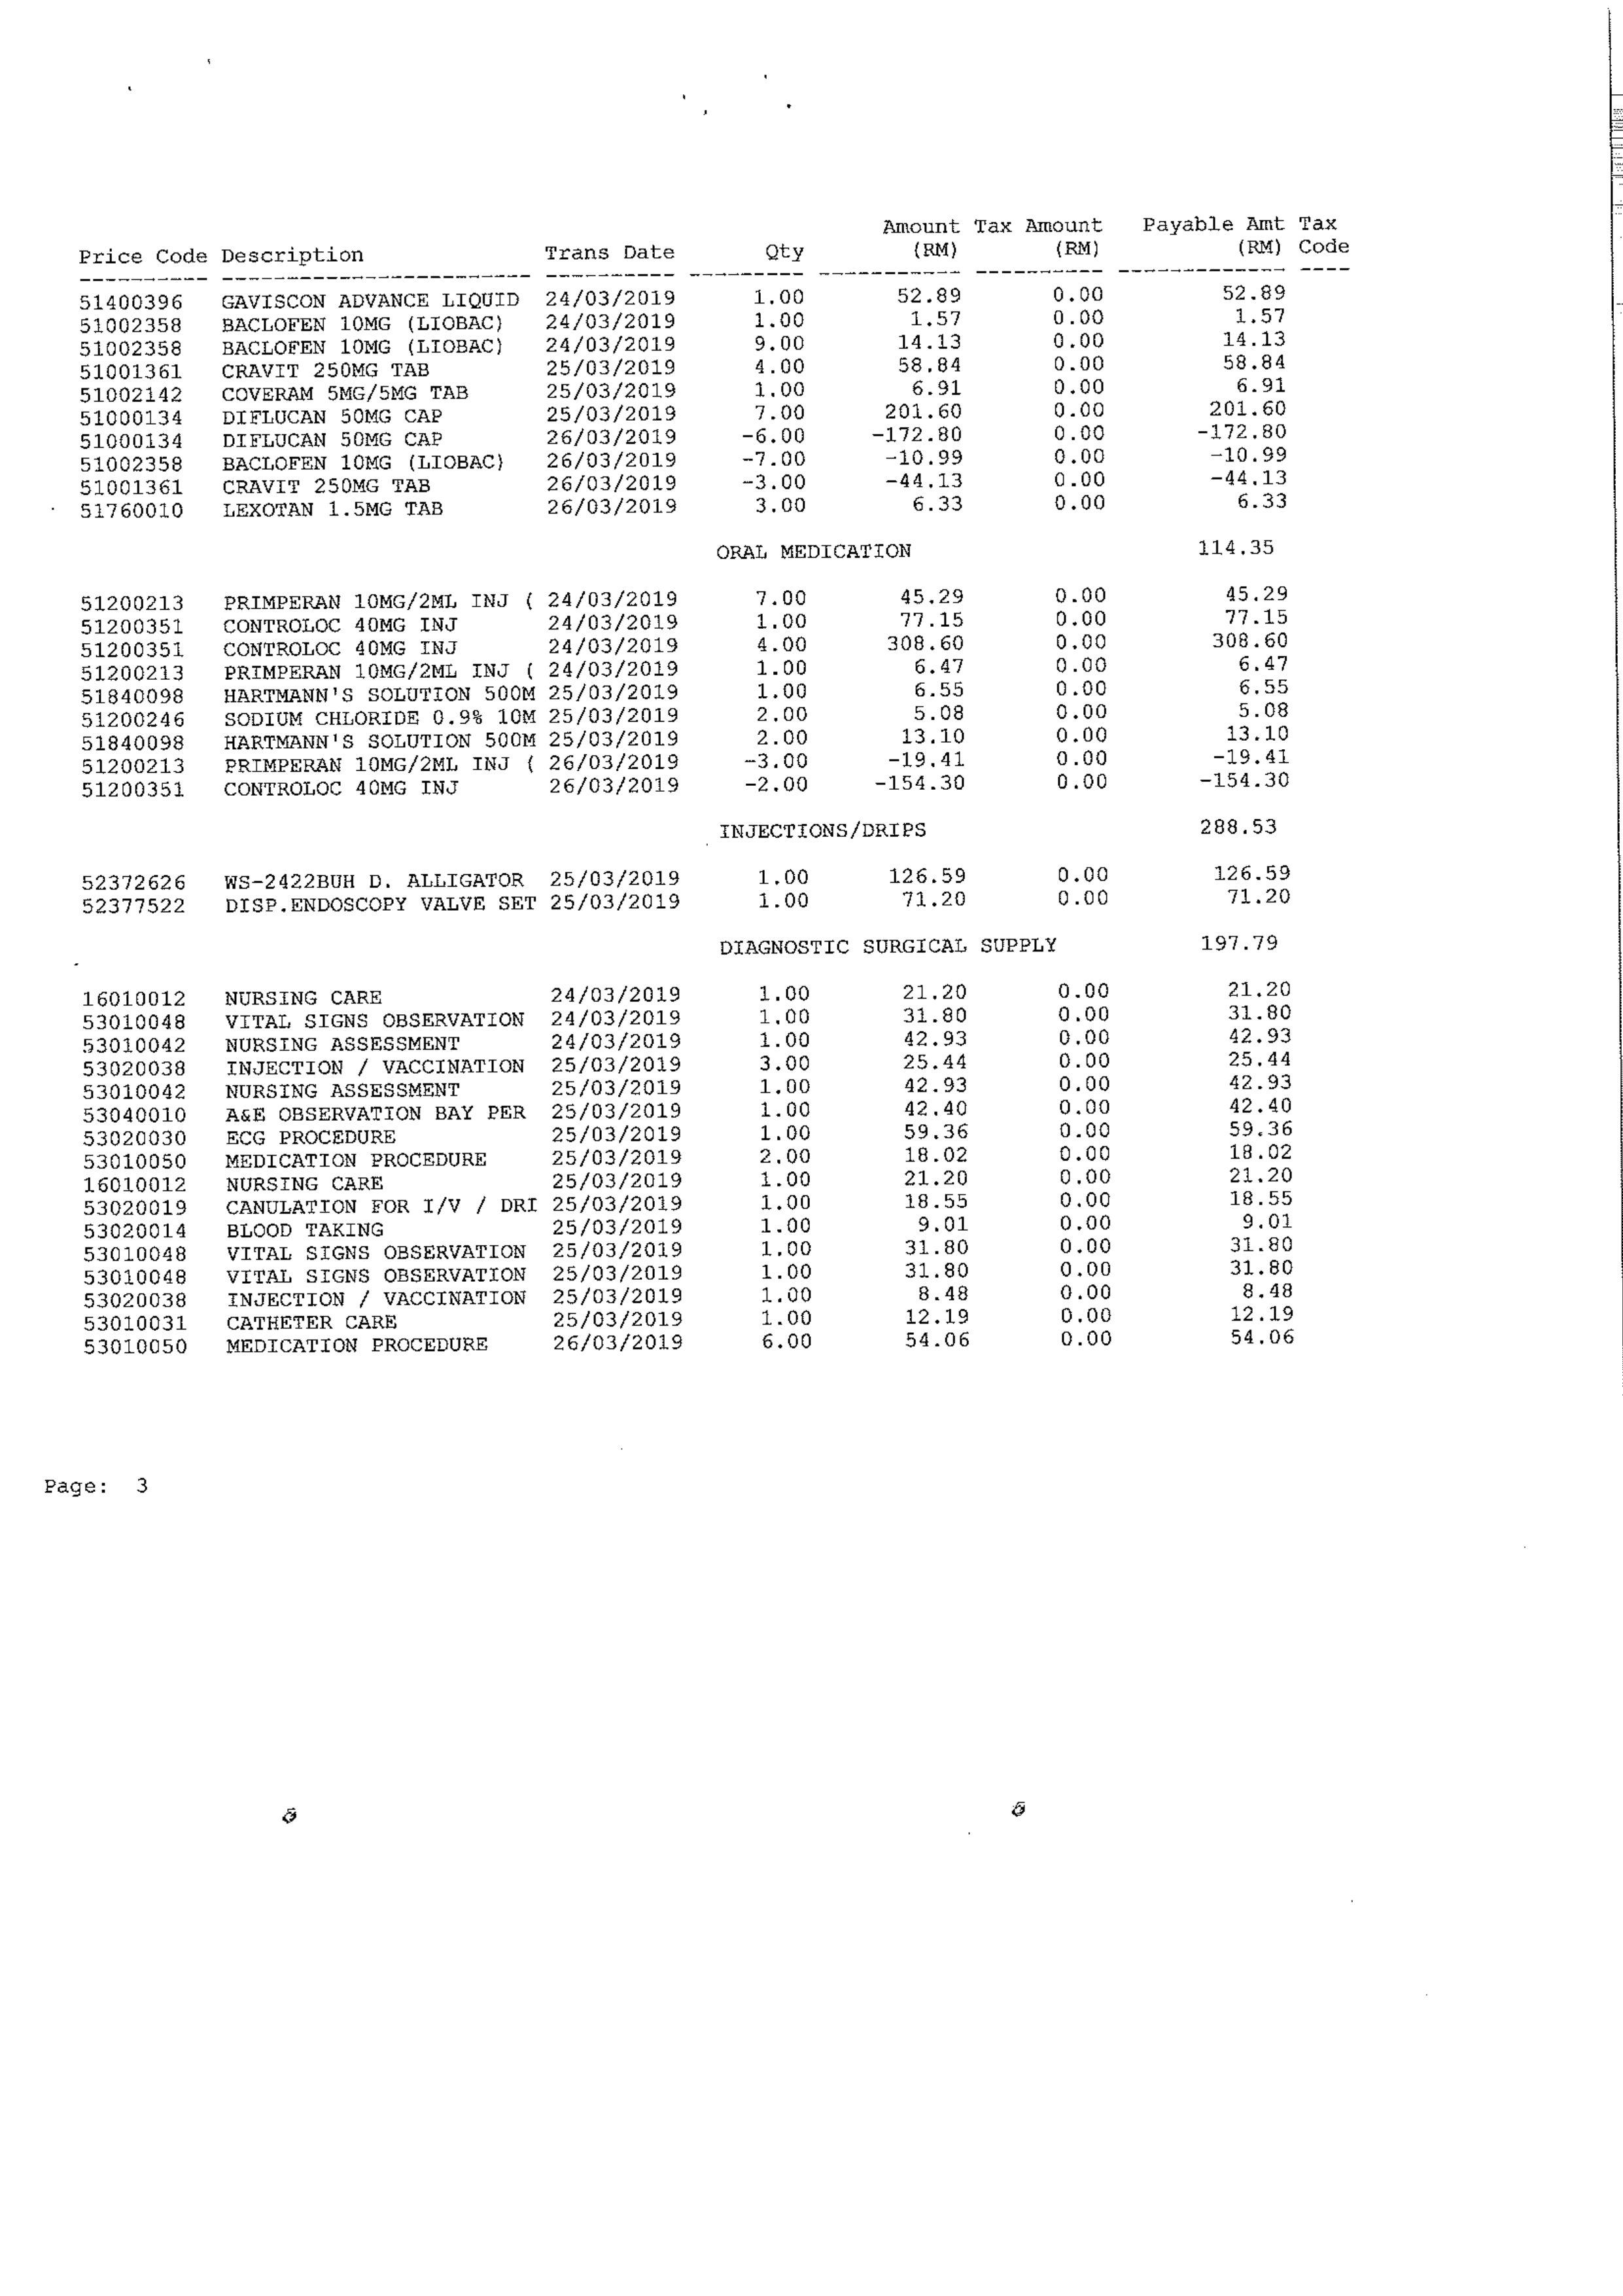 Amount Tax Amount Payable Amt Tax
Price Code Description Trans Date Qty (RM) (RM) (RM) Code
---------- ------------------------ ---------- --------- ----------- ---------- ------------- ----
51400396 GAVISCON ADVANCE LIQUID 24/03/2019 1.00 52.89 0.00 52.89
51002358 BACLOFEN 10MG (LIOBAC) 24/03/2019 1.00 1.57 0.00 1.57
51002358 BACLOFEN 10MG (LIOBAC) 24/03/2019 9.00 14.13 0.00 14.13
51001361 CRAVIT 250MG TAB 25/03/2019 4.00 58.84 0.00 58.84
51002142 COVERAM 5MG/5MG TAB 25/03/2019 1.00 6.91 0.00 6.91
51000134 DIFLUCAN 50MG CAP 25/03/2019 7.00 201.60 0.00 201.60
51000134 DIFLUCAN 50MG CAP 26/03/2019 -6.00 -172.80 0.00 -172.80
51002358 BACLOFEN 10MG (LIOBAC) 26/03/2019 -7.00 -10.99 0.00 -10.99
51001361 CRAVIT 250MG TAB 26/03/2019 -3.00 -44.13 0.00 -44.13
51760010 LEXOTAN 1.5MG TAB 26/03/2019 3.00 6.33 0.00 6.33
ORAL MEDICATION 114.35
51200213 PRIMPERAN 10MG/2ML INJ ( 24/03/2019 7.00 45.29 0.00 45.29
51200351 CONTROLOC 40MG INJ 24/03/2019 1.00 77.15 0.00 77.15
51200351 CONTROLOC 40MG INJ 24/03/2019 4.00 308.60 0.00 308.60
51200213 PRIMPERAN 10MG/2ML INJ ( 24/03/2019 1.00 6.47 0.00 6.47
51840098 HARTMANN'S SOLUTION 500M 25/03/2019 1.00 6.55 0.00 6.55
51200246 SODIUM CHLORIDE 0.9% 10M 25/03/2019 2.00 5.08 0.00 5.08
51840098 HARTMANN'S SOLUTION 500M 25/03/2019 2.00 13.10 0.00 13.10
51200213 PRIMPERAN 10MG/2ML INJ ( 26/03/2019 -3.00 -19.41 0.00 -19.41
51200351 CONTROLOC 40MG INJ 26/03/2019 -2.00 -154.30 0.00 -154.30
INJECTIONS/DRIPS 288.53
52372626 WS-2422BUH D. ALLIGATOR 25/03/2019 1.00 126.59 0.00 126.59
52377522 DISP.ENDOSCOPY VALVE SET 25/03/2019 1.00 71.20 0.00 71.20
DIAGNOSTIC SURGICAL SUPPLY 197.79
16010012 NURSING CARE 24/03/2019 1.00 21.20 0.00 21.20
53010048 VITAL SIGNS OBSERVATION 24/03/2019 1.00 31.80 0.00 31.80
53010042 NURSING ASSESSMENT 24/03/2019 1.00 42.93 0.00 42.93
53020038 INJECTION / VACCINATION 25/03/2019 3.00 25.44 0.00 25.44
53010042 NURSING ASSESSMENT 25/03/2019 1.00 42.93 0.00 42.93
53040010 A&E OBSERVATION BAY PER 25/03/2019 1.00 42.40 0.00 42.40
53020030 ECG PROCEDURE 25/03/2019 1.00 59.36 0.00 59.36
53010050 MEDICATION PROCEDURE 25/03/2019 2.00 18.02 0.00 18.02
16010012 NURSING CARE 25/03/2019 1.00 21.20 0.00 21.20
53020019 CANULATION FOR I/V / DRI 25/03/2019 1.00 18.55 0.00 18.55
53020014 BLOOD TAKING 25/03/2019 1.00 9.01 0.00 9.01
53010048 VITAL SIGNS OBSERVATION 25/03/2019 1.00 31.80 0.00 31.80
53010048 VITAL SIGNS OBSERVATION 25/03/2019 1.00 31.80 0.00 31.80
53020038 INJECTION / VACCINATION 25/03/2019 1.00 8.48 0.00 8.48
53010031 CATHETER CARE 25/03/2019 1.00 12.19 0.00 12.19
53010050 MEDICATION PROCEDURE 26/03/2019 6.00 54.06 0.00 54.06
Page: 3